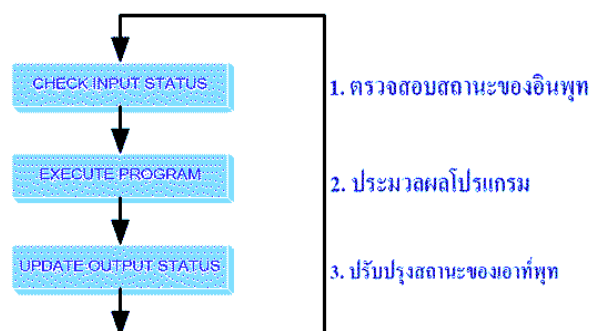 CHECK INPUT STATUS
1. ตรวจสอบสถานะของอินพุท
EXECUTE PROGRAM
2. ประมวลผลโปรแกรม
UPDATE OUTPUT STATUS
3. ปรับปรุงสถานะของเอาท์พุท